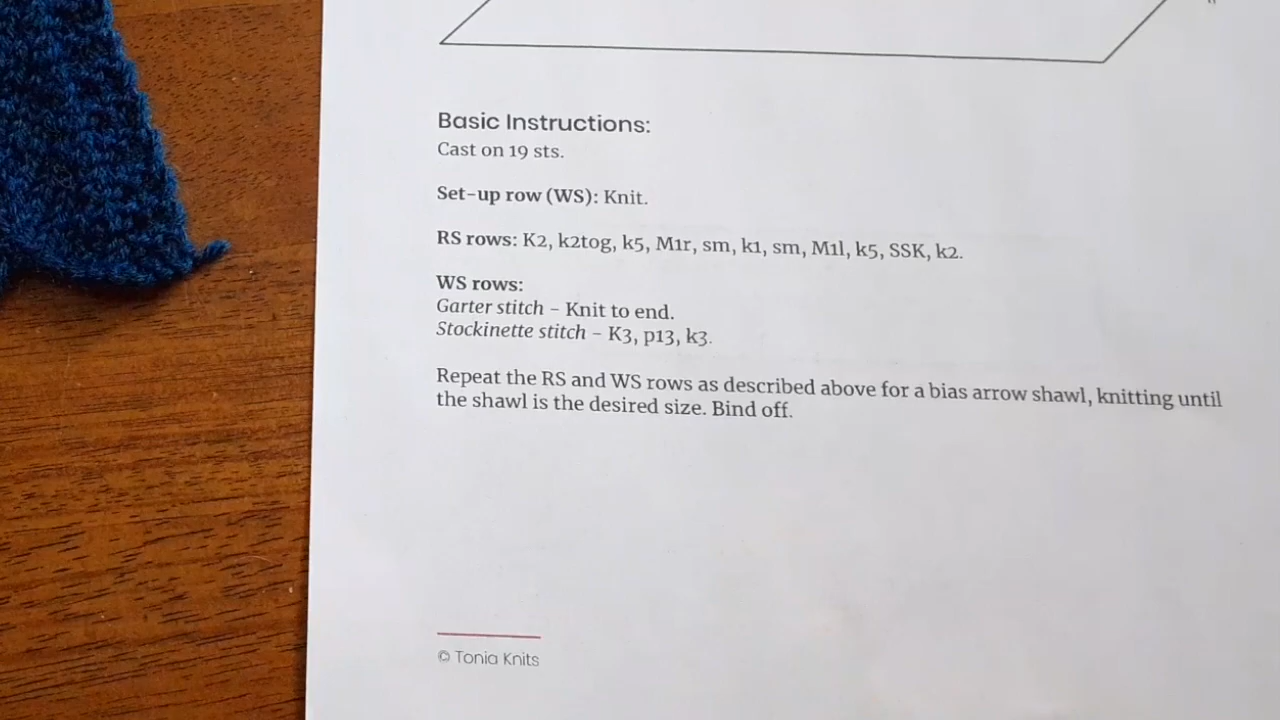 Basic Instructions:
Cast on 19 sts.
Set-up row (WS): Knit.
RS rows: K2, k2tog, k5, M1r, sm, k1, sm, M1l, k5, SSK, k2.
WS rows:
Garter stitch - Knit to end.
Stockinette stitch - K3, p13, k3.
Repeat the RS and WS rows as described above for a bias arrow shawl, knitting until
the shawl is the desired size. Bind off.
© Tonia Knits